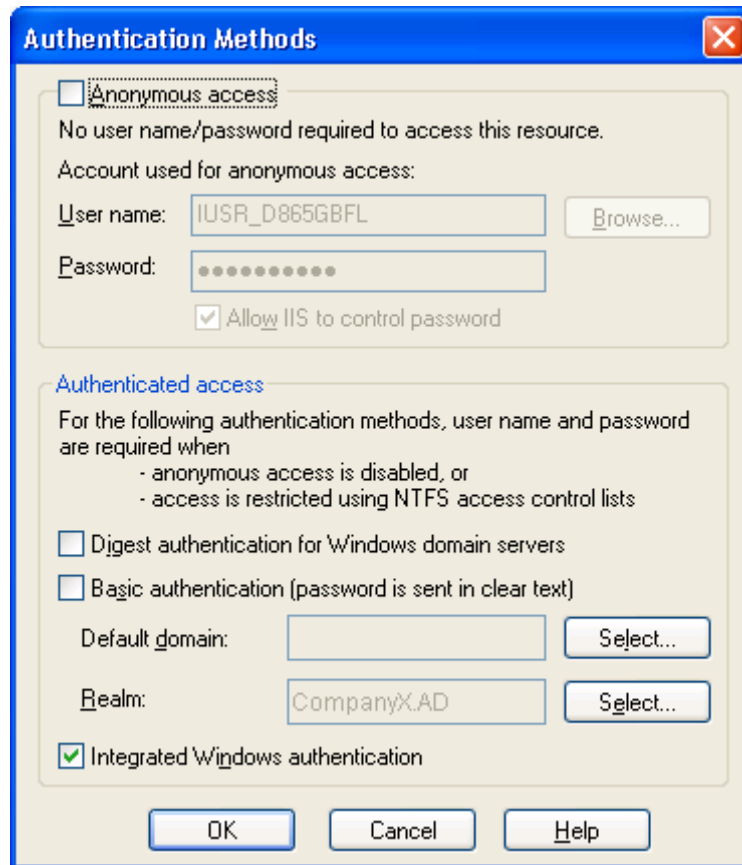 Authentication Methods
Anonymous access
No user name/password required to access this resource.
Account used for anonymous access:
User name: IUSR_D865GBFL Browse...
Password: ●●●●●●●●●●
Allow IIS to control password
Authenticated access
For the following authentication methods, user name and password
are required when
- anonymous access is disabled, or
- access is restricted using NTFS access control lists
Digest authentication for Windows domain servers
Basic authentication (password is sent in clear text)
Default domain: Select...
Realm: CompanyX.AD Select...
Integrated Windows authentication
OK Cancel Help